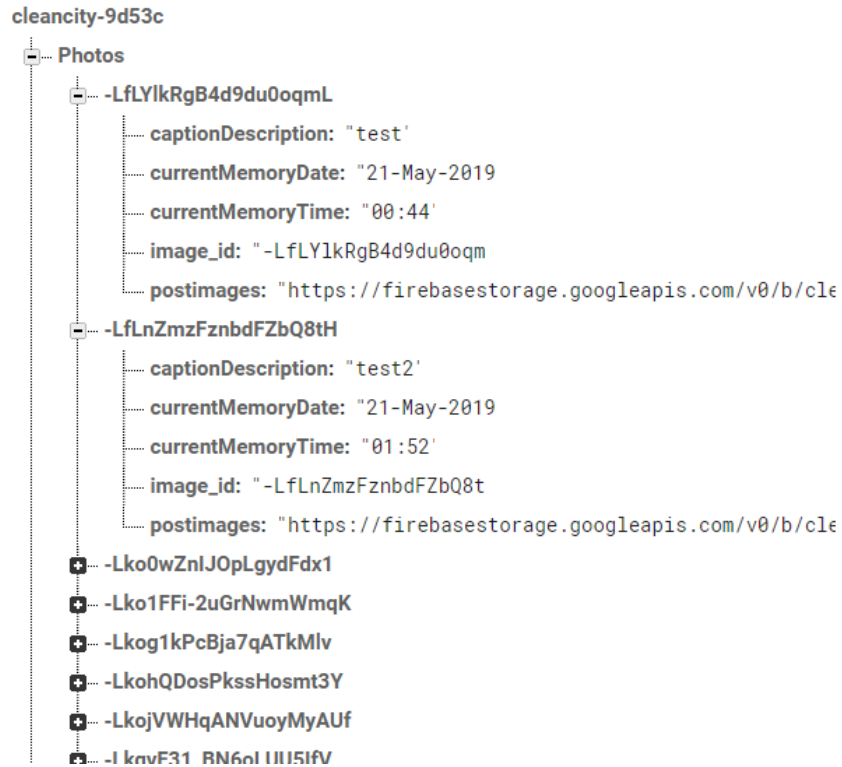 cleancity-9d53c
Photos
-LfLYlkRgB4d9du0oqmL
captionDescription: "test"
currentMemoryDate: "21-May-2019
currentMemoryTime: "00:44"
image_id: "-LfLYlkRgB4d9du0oqm
postimages: "https://firebasestorage.googleapis.com/v0/b/cle
-LfLnZmzFznbdFZbQ8tH
captionDescription: "test2"
currentMemoryDate: "21-May-2019
currentMemoryTime: "01:52"
image_id: "-LfLnZmzFznbdFZbQ8t
postimages: "https://firebasestorage.googleapis.com/v0/b/cle
-Lko0wZnIJOpLgydFdx1
-Lko1FFi-2uGrNwmWmqK
-Lkog1kPcBja7qATkMlv
-LkohQDosPkssHosmt3Y
-LkojVWHqANVuoyMyAUf